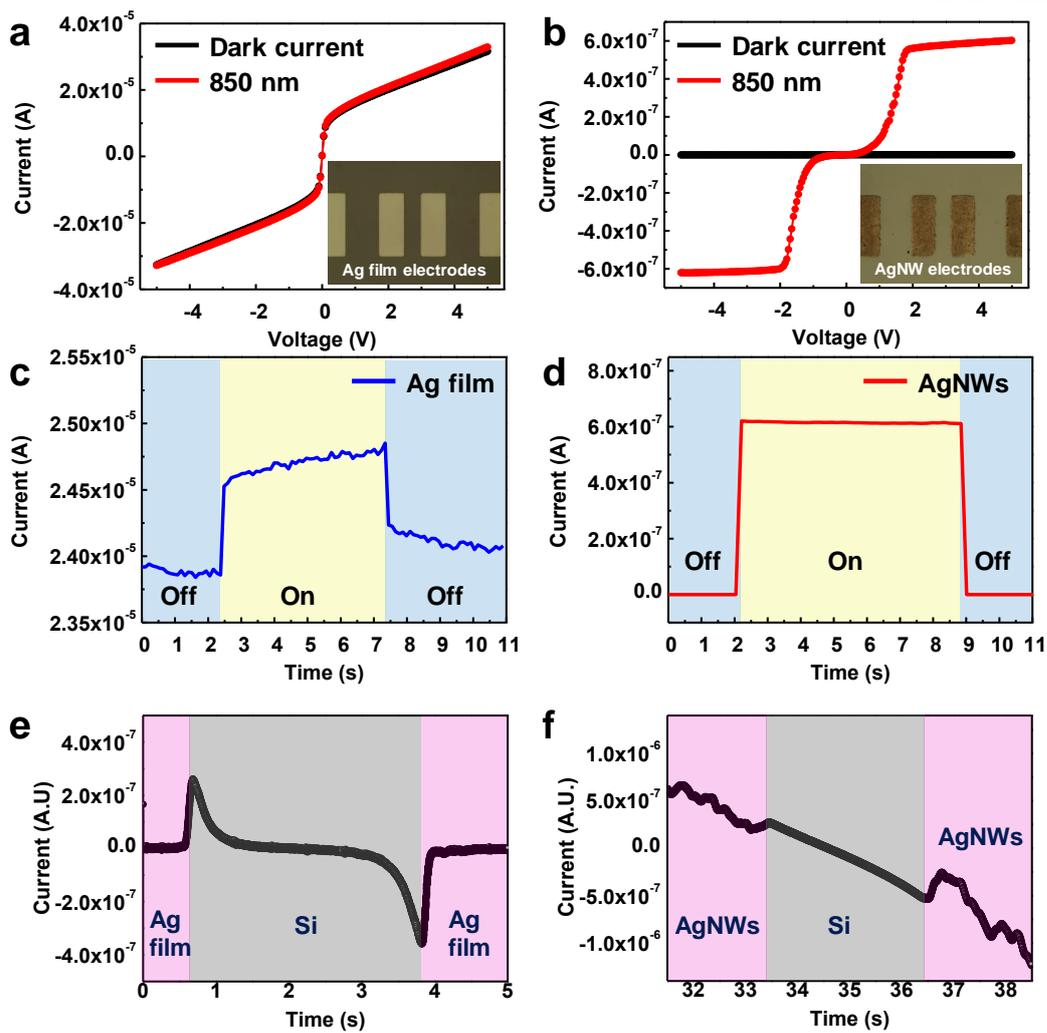 a
4.0x10-5
2.0x10-5
0.0
-2.0x10-5
-4.0x10-5
Current (A)
Dark current
850 nm
Ag film electrodes
-4 -2 0 2 4
Voltage (V)
b
6.0x10-7
4.0x10-7
2.0x10-7
0.0
-2.0x10-7
-4.0x10-7
-6.0x10-7
Current (A)
Dark current
850 nm
AgNW electrodes
-4 -2 0 2 4
Voltage (V)
c
2.55x10-5
2.50x10-5
2.45x10-5
2.40x10-5
2.35x10-5
Current (A)
Ag film
Off On Off
0 1 2 3 4 5 6 7 8 9 10 11
Time (s)
d
8.0x10-7
6.0x10-7
4.0x10-7
2.0x10-7
0.0
Current (A)
AgNWs
Off On Off
0 1 2 3 4 5 6 7 8 9 10 11
Time (s)
e
4.0x10-7
2.0x10-7
0.0
-2.0x10-7
-4.0x10-7
Current (A.U)
Ag
film
Si
Ag
film
0 1 2 3 4 5
Time (s)
f
1.0x10-6
5.0x10-7
0.0
-5.0x10-7
-1.0x10-6
Current (A.U.)
AgNWs
Si
AgNWs
32 33 34 35 36 37 38
Time (s)